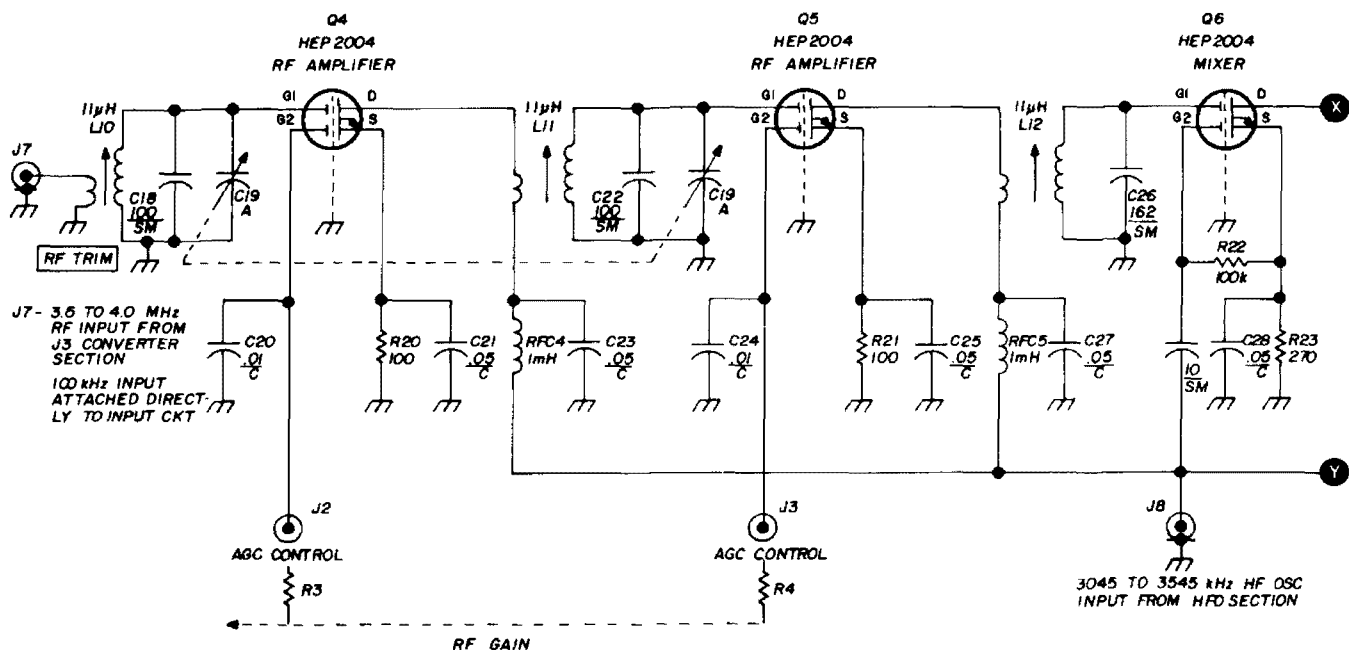 Q4
HEP 2004
RF AMPLIFIER
Q5
HEP 2004
RF AMPLIFIER
Q6
HEP 2004
MIXER
J7
11µH
L10
C18
100
SM
C19
A
G1
G2
D
S
RF TRIM
11µH
L11
C22
100
SM
C19
A
G1
G2
D
S
11µH
L12
C26
162
SM
G1
G2
D
S
X
R22
100k
J7- 3.5 TO 4.0 MHz
RF INPUT FROM
J3 CONVERTER
SECTION
100 kHz INPUT
ATTACHED DIRECT-
LY TO INPUT CKT
C20
.01
C
R20
100
C21
.05
C
RFC4
1mH
C23
.05
C
C24
.01
C
R21
100
C25
.05
C
RFC5
1mH
C27
.05
C
10
SM
C28
.05
C
R23
270
Y
J2
AGC CONTROL
R3
J3
AGC CONTROL
R4
J8
3045 TO 3545 kHz HF OSC
INPUT FROM HFO SECTION
RF GAIN